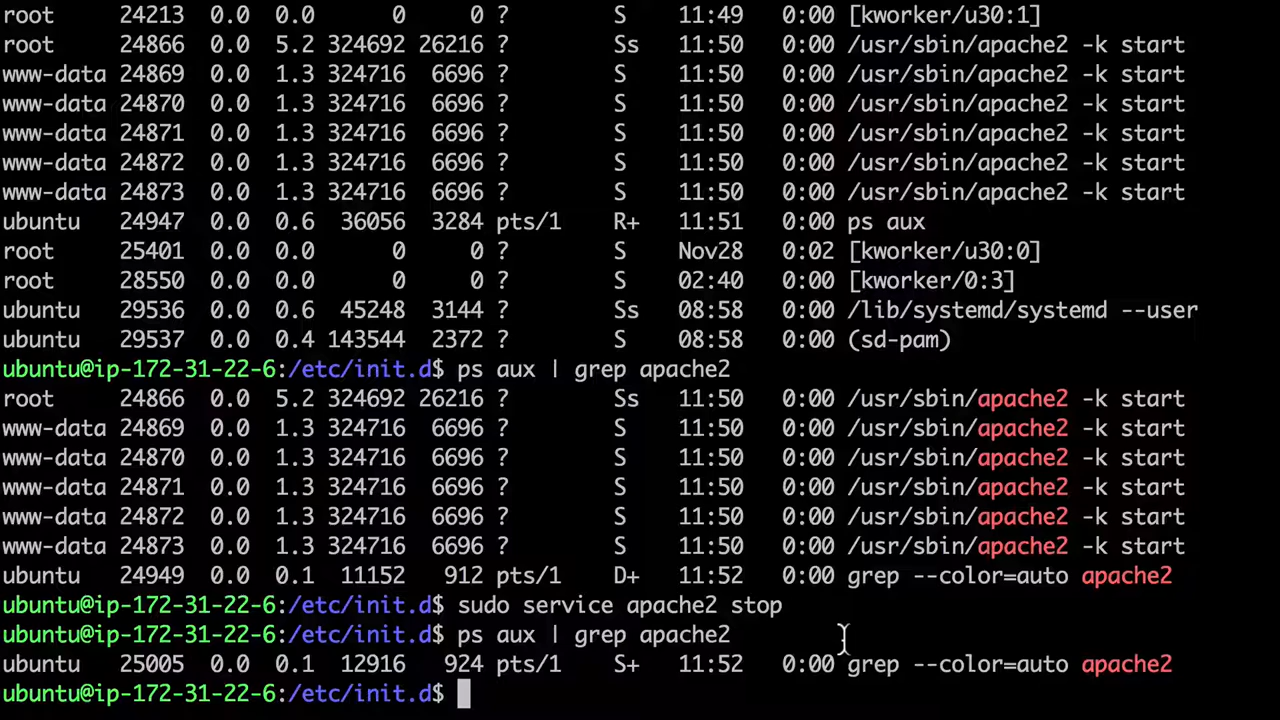 root     24213  0.0  0.0      0     0 ?        S    11:49   0:00 [kworker/u30:1]
root     24866  0.0  5.2 324692 26216 ?        Ss   11:50   0:00 /usr/sbin/apache2 -k start
www-data 24869  0.0  1.3 324716  6696 ?        S    11:50   0:00 /usr/sbin/apache2 -k start
www-data 24870  0.0  1.3 324716  6696 ?        S    11:50   0:00 /usr/sbin/apache2 -k start
www-data 24871  0.0  1.3 324716  6696 ?        S    11:50   0:00 /usr/sbin/apache2 -k start
www-data 24872  0.0  1.3 324716  6696 ?        S    11:50   0:00 /usr/sbin/apache2 -k start
www-data 24873  0.0  1.3 324716  6696 ?        S    11:50   0:00 /usr/sbin/apache2 -k start
ubuntu   24947  0.0  0.6  36056  3284 pts/1    R+   11:51   0:00 ps aux
root     25401  0.0  0.0      0     0 ?        S    Nov28   0:02 [kworker/u30:0]
root     28550  0.0  0.0      0     0 ?        S    02:40   0:00 [kworker/0:3]
ubuntu   29536  0.0  0.6  45248  3144 ?        Ss   08:58   0:00 /lib/systemd/systemd --user
ubuntu   29537  0.0  0.4 143544  2372 ?        S    08:58   0:00 (sd-pam)
ubuntu@ip-172-31-22-6:/etc/init.d$ ps aux | grep apache2
root     24866  0.0  5.2 324692 26216 ?        Ss   11:50   0:00 /usr/sbin/apache2 -k start
www-data 24869  0.0  1.3 324716  6696 ?        S    11:50   0:00 /usr/sbin/apache2 -k start
www-data 24870  0.0  1.3 324716  6696 ?        S    11:50   0:00 /usr/sbin/apache2 -k start
www-data 24871  0.0  1.3 324716  6696 ?        S    11:50   0:00 /usr/sbin/apache2 -k start
www-data 24872  0.0  1.3 324716  6696 ?        S    11:50   0:00 /usr/sbin/apache2 -k start
www-data 24873  0.0  1.3 324716  6696 ?        S    11:50   0:00 /usr/sbin/apache2 -k start
ubuntu   24949  0.0  0.1  11152   912 pts/1    D+   11:52   0:00 grep --color=auto apache2
ubuntu@ip-172-31-22-6:/etc/init.d$ sudo service apache2 stop
ubuntu@ip-172-31-22-6:/etc/init.d$ ps aux | grep apache2
ubuntu   25005  0.0  0.1  12916   924 pts/1    S+   11:52   0:00 grep --color=auto apache2
ubuntu@ip-172-31-22-6:/etc/init.d$